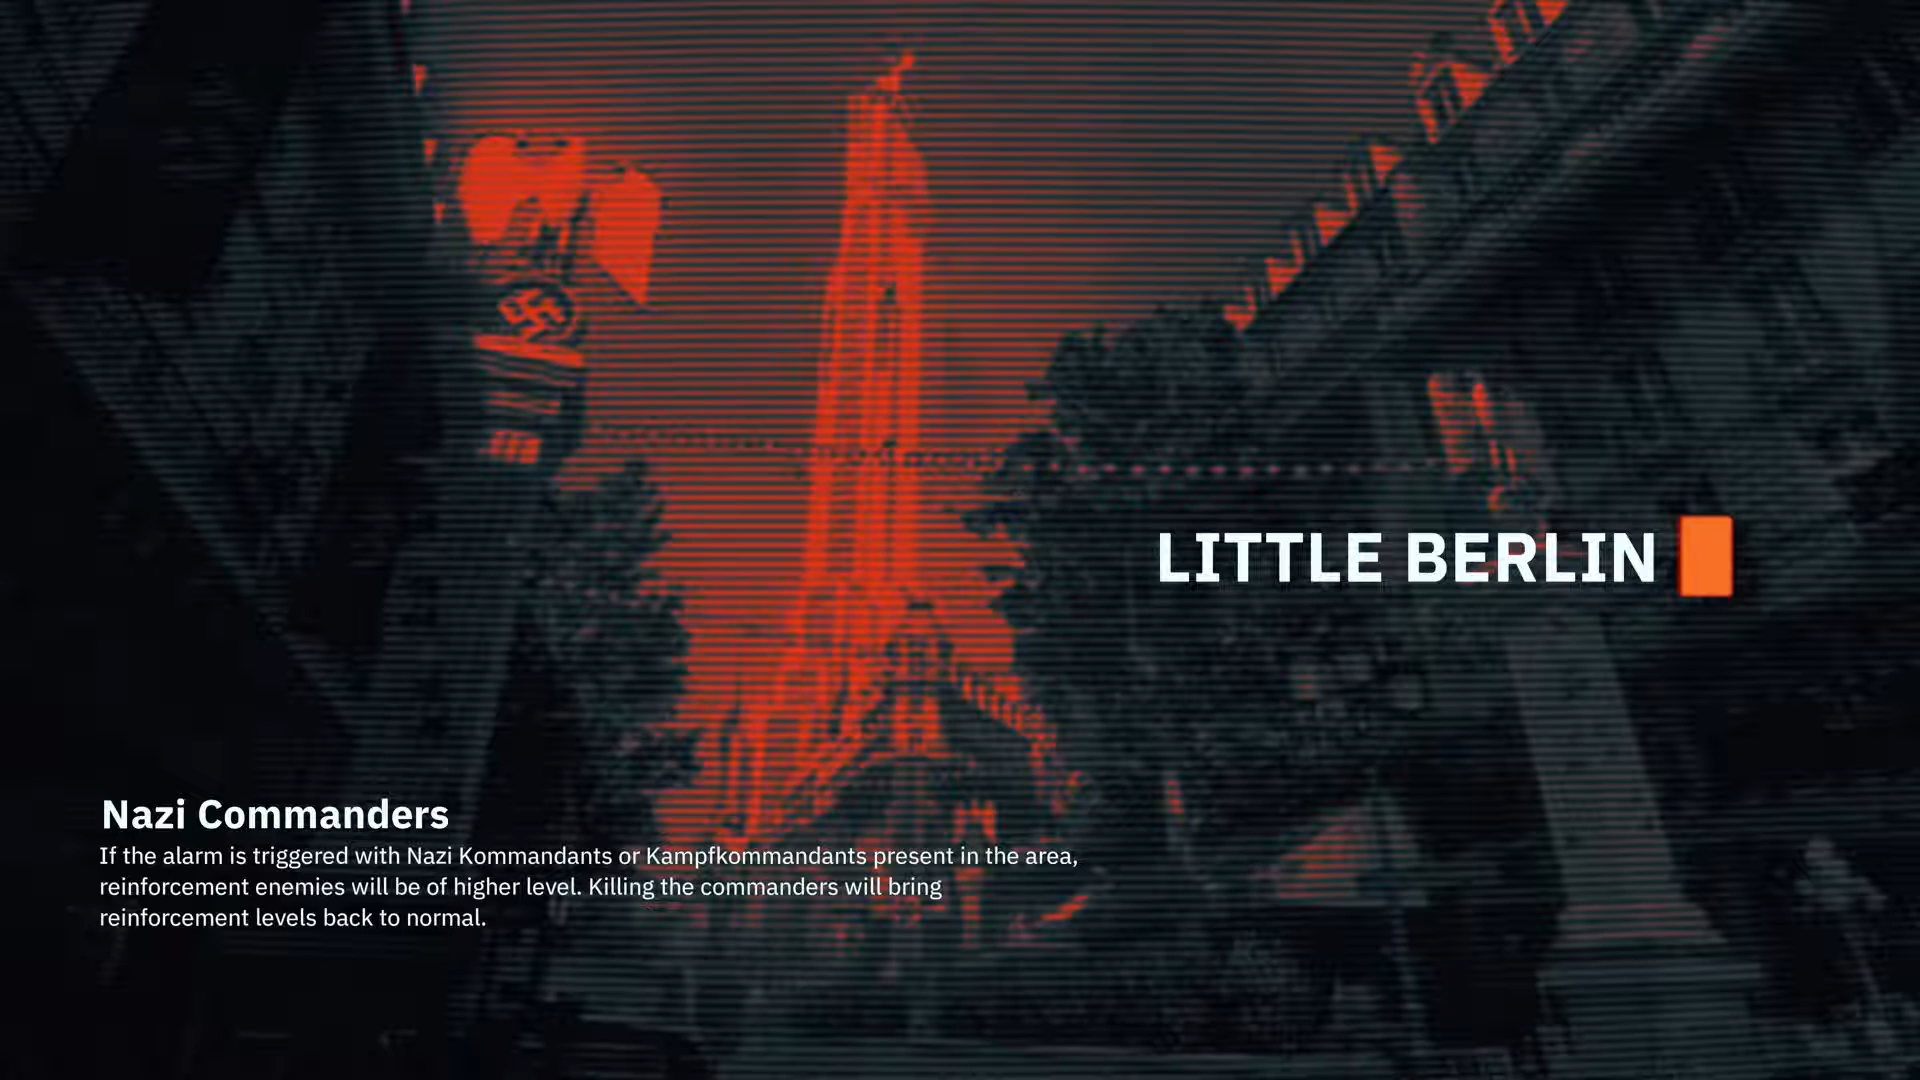 LITTLE BERLIN
Nazi Commanders
If the alarm is triggered with Nazi Kommandants or Kampfkommandants present in the area,
reinforcement enemies will be of higher level. Killing the commanders will bring
reinforcement levels back to normal.